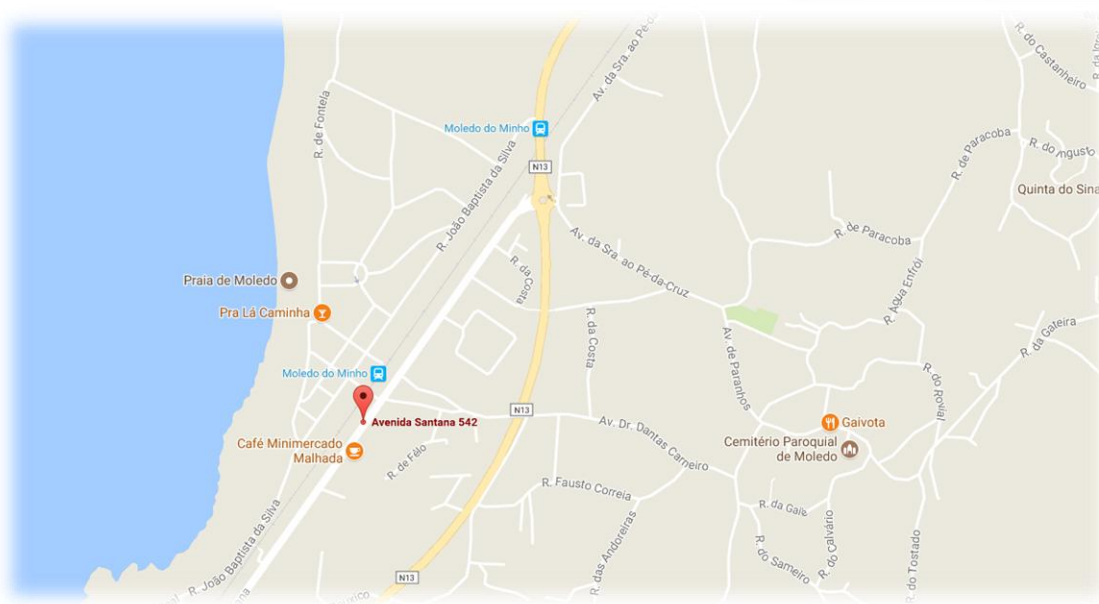 R. do Castanheiro
Av. da Sra. ao Pé-da-
R. de Fontela
Moledo do Minho
R. de Paracoba
N13
R. João Baptista da Silva
Quinta do Sina
Av. da Sra. ao Pé-da-Cruz
R. de Paracoba
R. da Costa
Praia de Moledo
R. Água Enfrói
Pra Lá Caminha
R. da Costa
R. da Gateira
Av. de Paranhos
Moledo do Minho
R. do Rovial
N13
Avenida Santana 542
Av. Dr. Dantas Carneiro
Gaivota
Café Minimercado
Malhada
Cemitério Paroquial
de Moledo
R. de Félo
R. Fausto Correia
R. da Gale
R. João Baptista da Silva
R. das Andoreiras
R. do Sameiro
R. do Calvário
R. do Tostado
N13